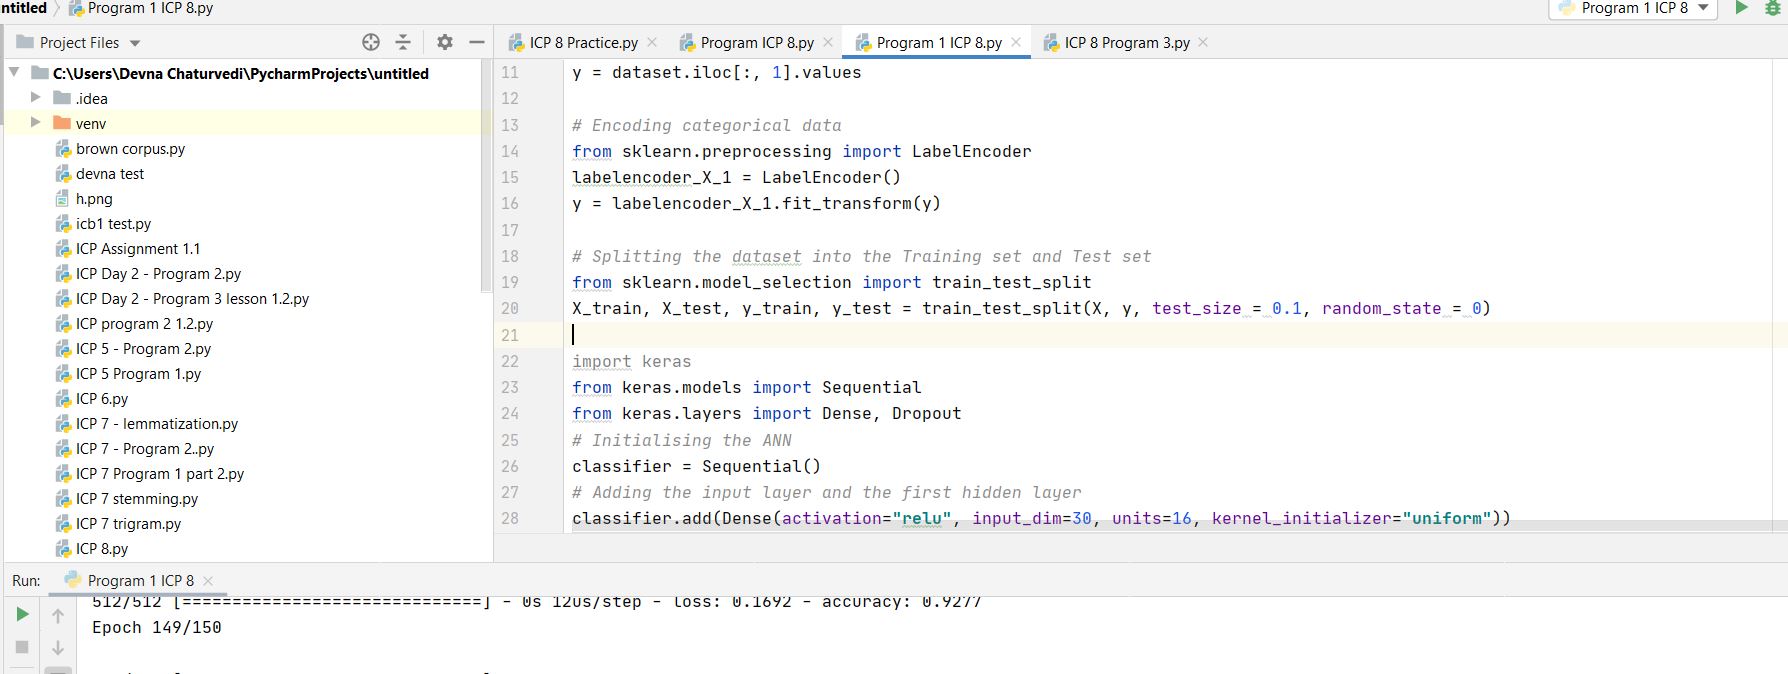 ntitled Program 1 ICP 8.py Program 1 ICP 8
Project Files ICP 8 Practice.py Program ICP 8.py Program 1 ICP 8.py ICP 8 Program 3.py
C:\Users\Devna Chaturvedi\PycharmProjects\untitled
.idea
venv
brown corpus.py
devna test
h.png
icb1 test.py
ICP Assignment 1.1
ICP Day 2 - Program 2.py
ICP Day 2 - Program 3 lesson 1.2.py
ICP program 2 1.2.py
ICP 5 - Program 2.py
ICP 5 Program 1.py
ICP 6.py
ICP 7 - lemmatization.py
ICP 7 - Program 2..py
ICP 7 Program 1 part 2.py
ICP 7 stemming.py
ICP 7 trigram.py
ICP 8.py
11 y = dataset.iloc[:, 1].values
12
13 # Encoding categorical data
14 from sklearn.preprocessing import LabelEncoder
15 labelencoder_X_1 = LabelEncoder()
16 y = labelencoder_X_1.fit_transform(y)
17
18 # Splitting the dataset into the Training set and Test set
19 from sklearn.model_selection import train_test_split
20 X_train, X_test, y_train, y_test = train_test_split(X, y, test_size = 0.1, random_state = 0)
21
22 import keras
23 from keras.models import Sequential
24 from keras.layers import Dense, Dropout
25 # Initialising the ANN
26 classifier = Sequential()
27 # Adding the input layer and the first hidden layer
28 classifier.add(Dense(activation="relu", input_dim=30, units=16, kernel_initializer="uniform"))
Run: Program 1 ICP 8
512/512 [==============================] - 0s 12us/step - loss: 0.1692 - accuracy: 0.9277
Epoch 149/150